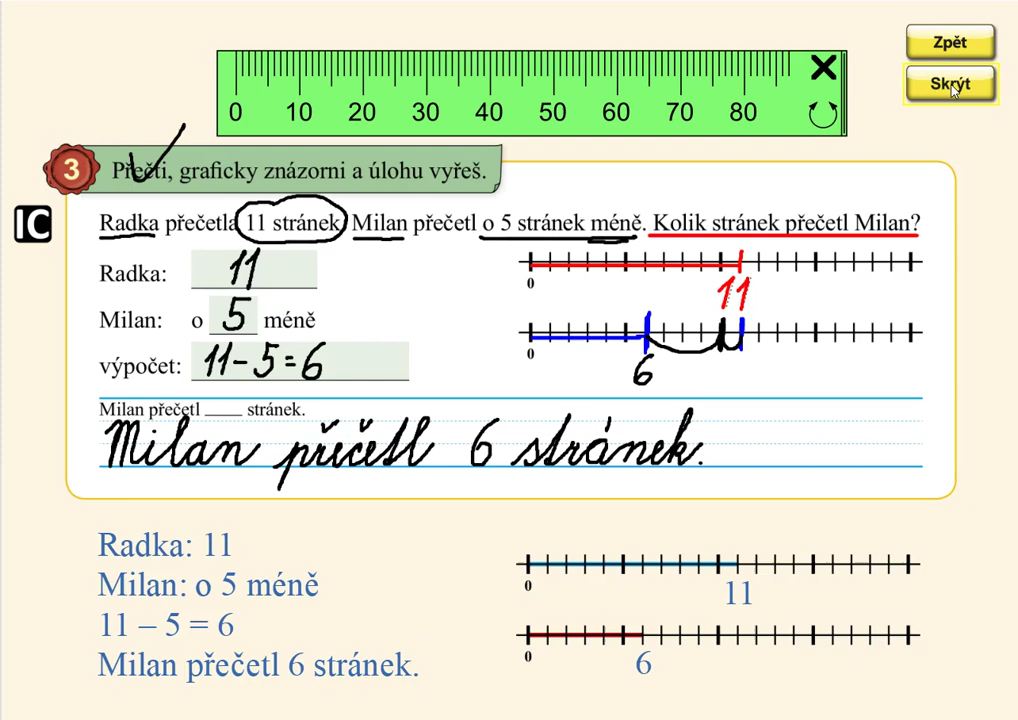 Zpět
Skrýt
0 10 20 30 40 50 60 70 80
3 Přečti, graficky znázorni a úlohu vyřeš.
IC
Radka přečetla 11 stránek. Milan přečetl o 5 stránek méně. Kolik stránek přečetl Milan?
Radka: 11
0
11
Milan: o 5 méně
0
6
výpočet: 11 - 5 = 6
Milan přečetl ____ stránek.
Milan přečetl 6 stránek.
Radka: 11
Milan: o 5 méně
11 – 5 = 6
Milan přečetl 6 stránek.
0
11
0
6